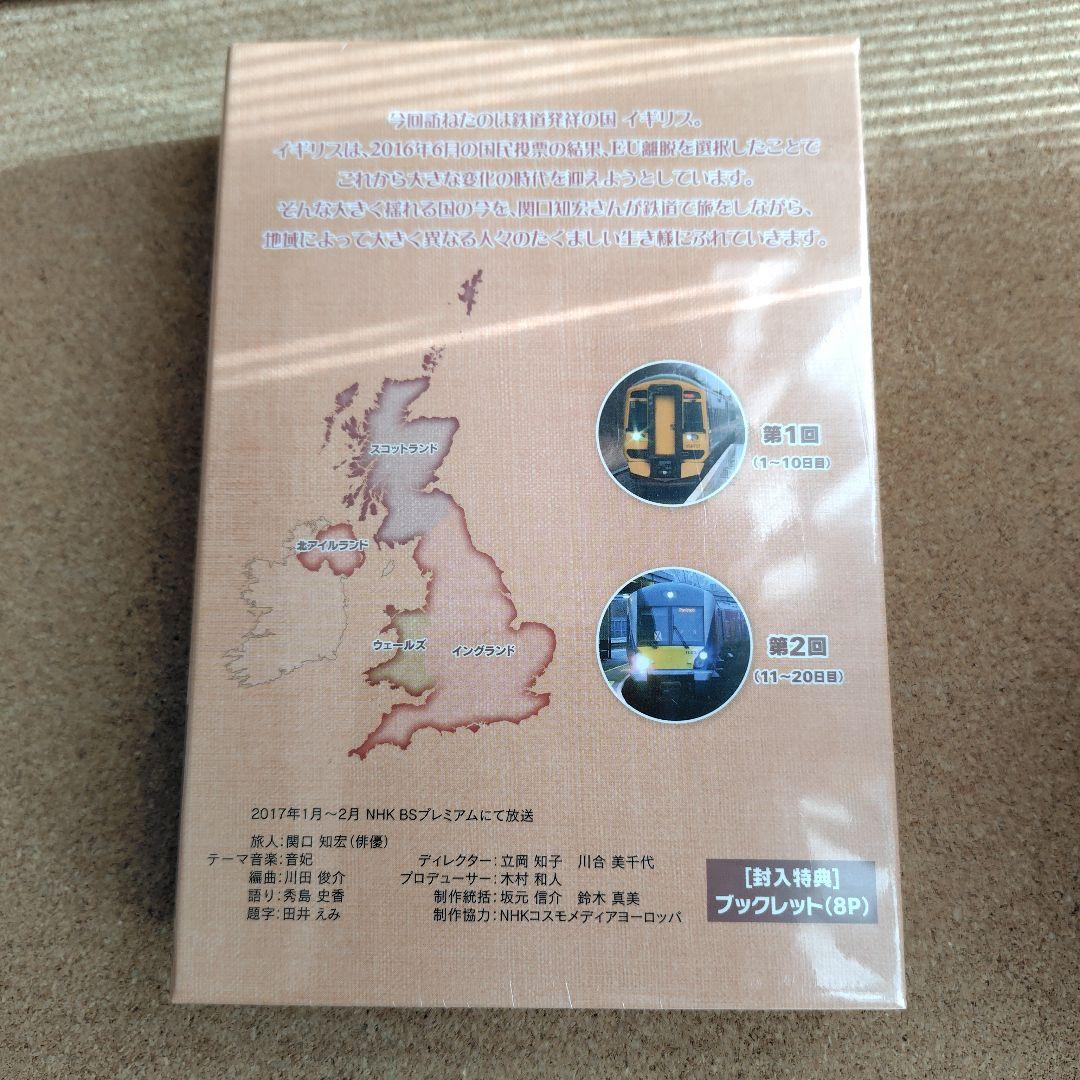 今回訪ねたのは鉄道発祥の国 イギリス。
イギリスは、2016年6月の国民投票の結果、EU離脱を選択したことで
これから大きな変化の時代を迎えようとしています。
そんな大きく揺れる国の今を、関口知宏さんが鉄道で旅をしながら、
地域によって大きく異なる人々のたくましい生き様にふれていきます。
スコットランド
北アイルランド
ウェールズ
イングランド
第1回
(1～10日目)
第2回
(11～20日目)
2017年1月～2月 NHK BSプレミアムにて放送
旅人:関口 知宏(俳優)
テーマ音楽:音妃
編曲:川田 俊介
語り:秀島 史香
題字:田井 えみ
ディレクター:立岡 知子 川合 美千代
プロデューサー:木村 和人
制作統括:坂元 信介 鈴木 真美
制作協力:NHKコスモメディアヨーロッパ
[封入特典]
ブックレット(8P)